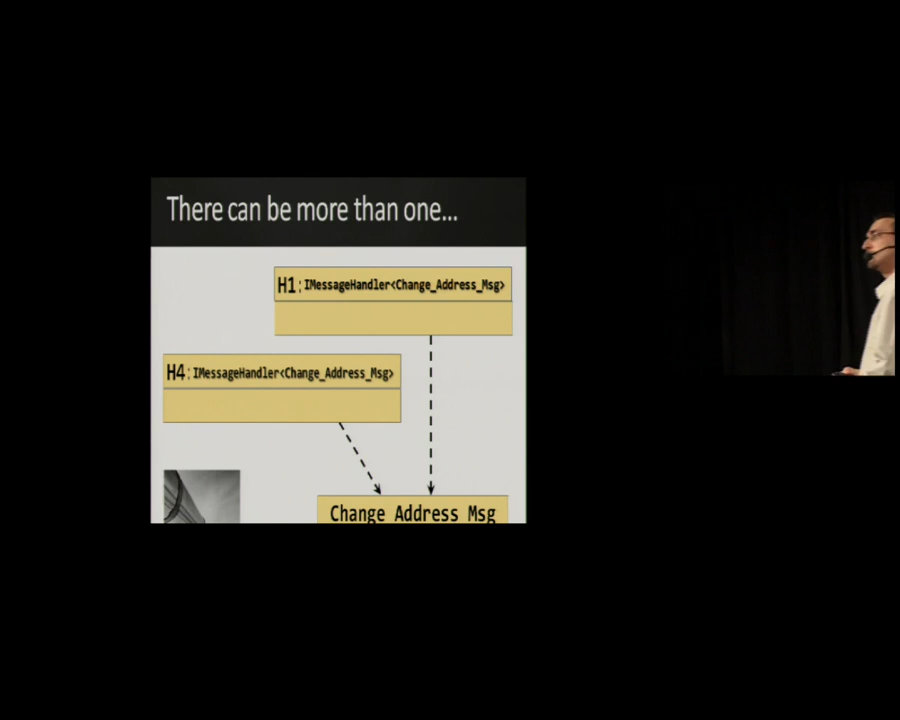 There can be more than one...
H1: IMessageHandler<Change_Address_Msg>
H4: IMessageHandler<Change_Address_Msg>
Change Address Msg